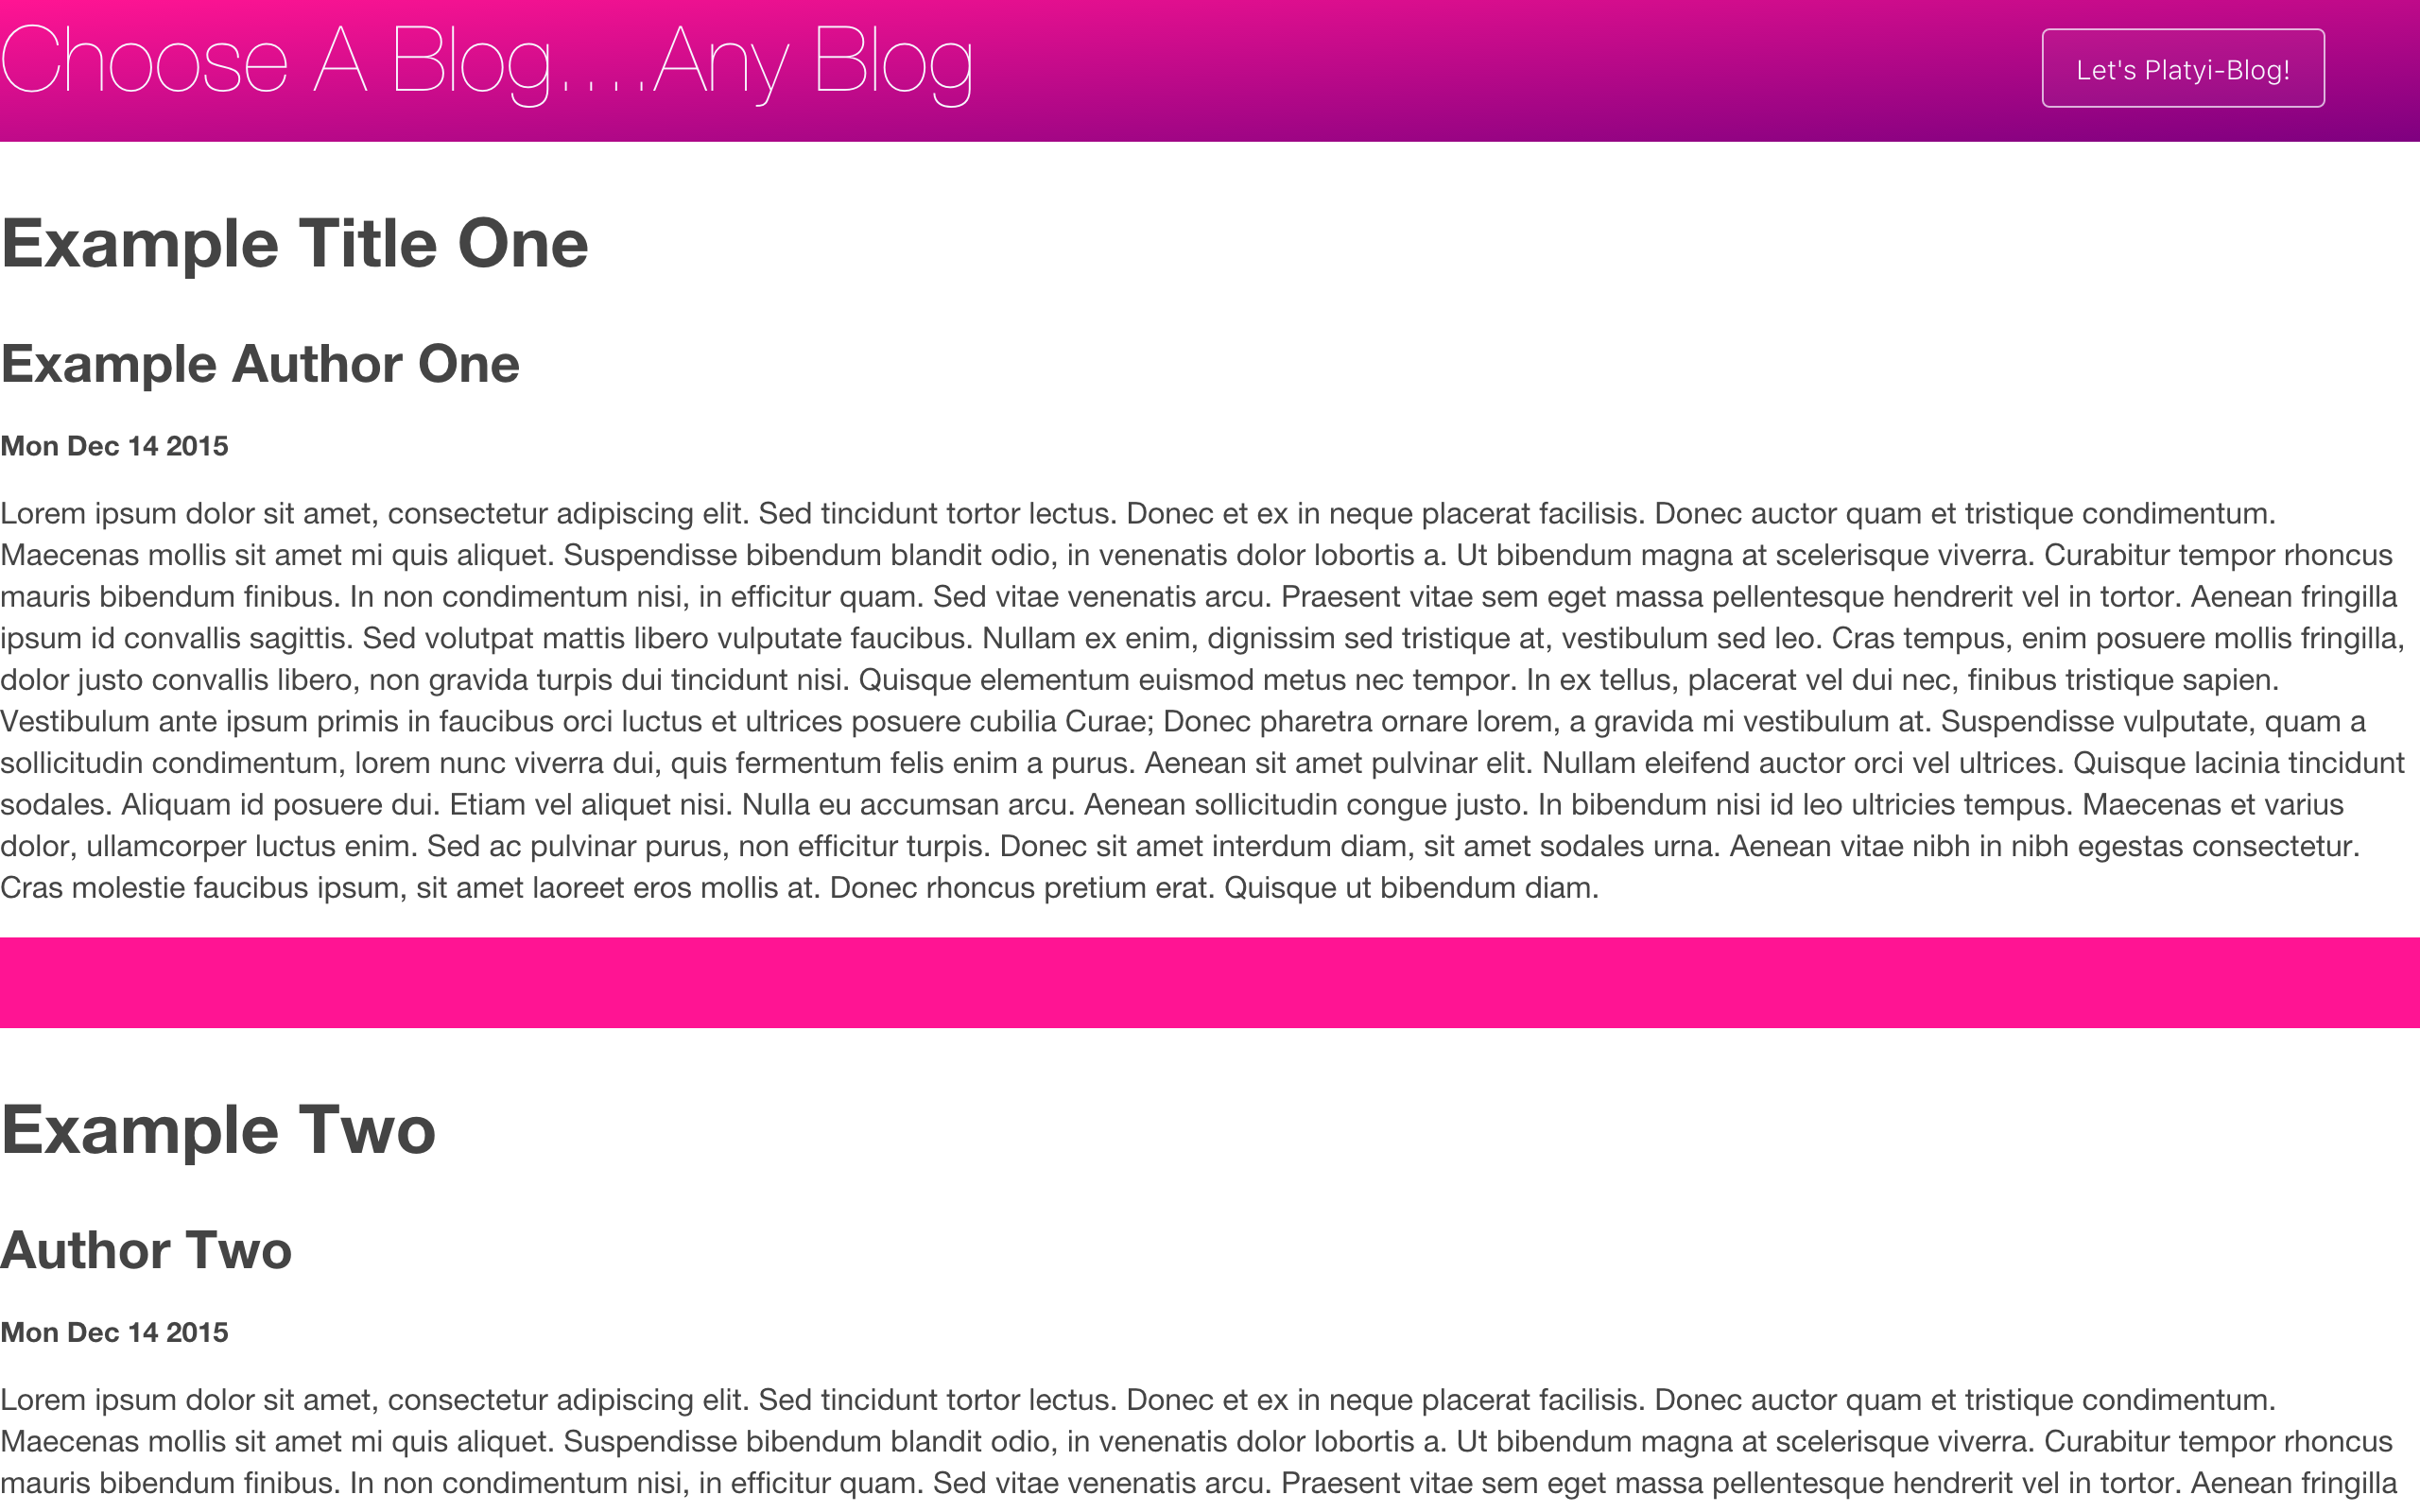 Choose A Blog....Any Blog
Let's Platyi-Blog!
Example Title One
Example Author One
Mon Dec 14 2015
Lorem ipsum dolor sit amet, consectetur adipiscing elit. Sed tincidunt tortor lectus. Donec et ex in neque placerat facilisis. Donec auctor quam et tristique condimentum.
Maecenas mollis sit amet mi quis aliquet. Suspendisse bibendum blandit odio, in venenatis dolor lobortis a. Ut bibendum magna at scelerisque viverra. Curabitur tempor rhoncus
mauris bibendum finibus. In non condimentum nisi, in efficitur quam. Sed vitae venenatis arcu. Praesent vitae sem eget massa pellentesque hendrerit vel in tortor. Aenean fringilla
ipsum id convallis sagittis. Sed volutpat mattis libero vulputate faucibus. Nullam ex enim, dignissim sed tristique at, vestibulum sed leo. Cras tempus, enim posuere mollis fringilla,
dolor justo convallis libero, non gravida turpis dui tincidunt nisi. Quisque elementum euismod metus nec tempor. In ex tellus, placerat vel dui nec, finibus tristique sapien.
Vestibulum ante ipsum primis in faucibus orci luctus et ultrices posuere cubilia Curae; Donec pharetra ornare lorem, a gravida mi vestibulum at. Suspendisse vulputate, quam a
sollicitudin condimentum, lorem nunc viverra dui, quis fermentum felis enim a purus. Aenean sit amet pulvinar elit. Nullam eleifend auctor orci vel ultrices. Quisque lacinia tincidunt
sodales. Aliquam id posuere dui. Etiam vel aliquet nisi. Nulla eu accumsan arcu. Aenean sollicitudin congue justo. In bibendum nisi id leo ultricies tempus. Maecenas et varius
dolor, ullamcorper luctus enim. Sed ac pulvinar purus, non efficitur turpis. Donec sit amet interdum diam, sit amet sodales urna. Aenean vitae nibh in nibh egestas consectetur.
Cras molestie faucibus ipsum, sit amet laoreet eros mollis at. Donec rhoncus pretium erat. Quisque ut bibendum diam.
Example Two
Author Two
Mon Dec 14 2015
Lorem ipsum dolor sit amet, consectetur adipiscing elit. Sed tincidunt tortor lectus. Donec et ex in neque placerat facilisis. Donec auctor quam et tristique condimentum.
Maecenas mollis sit amet mi quis aliquet. Suspendisse bibendum blandit odio, in venenatis dolor lobortis a. Ut bibendum magna at scelerisque viverra. Curabitur tempor rhoncus
mauris bibendum finibus. In non condimentum nisi, in efficitur quam. Sed vitae venenatis arcu. Praesent vitae sem eget massa pellentesque hendrerit vel in tortor. Aenean fringilla